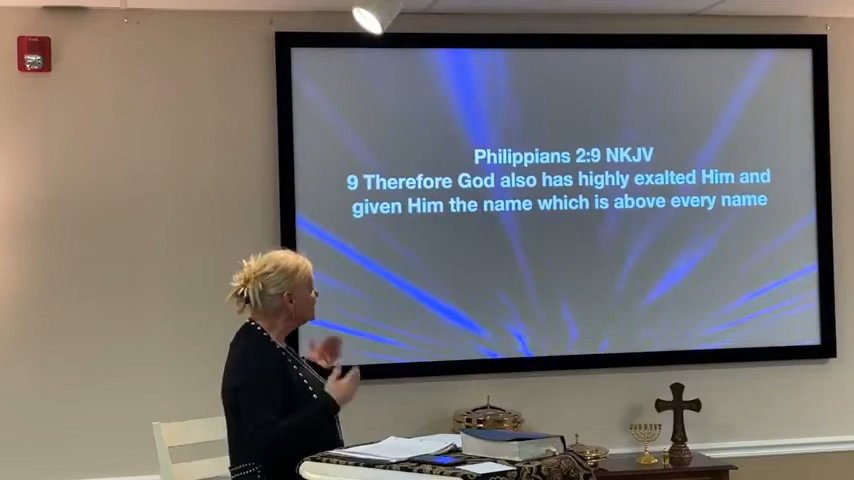 Philippians 2:9 NKJV
9 Therefore God also has highly exalted Him and
given Him the name which is above every name